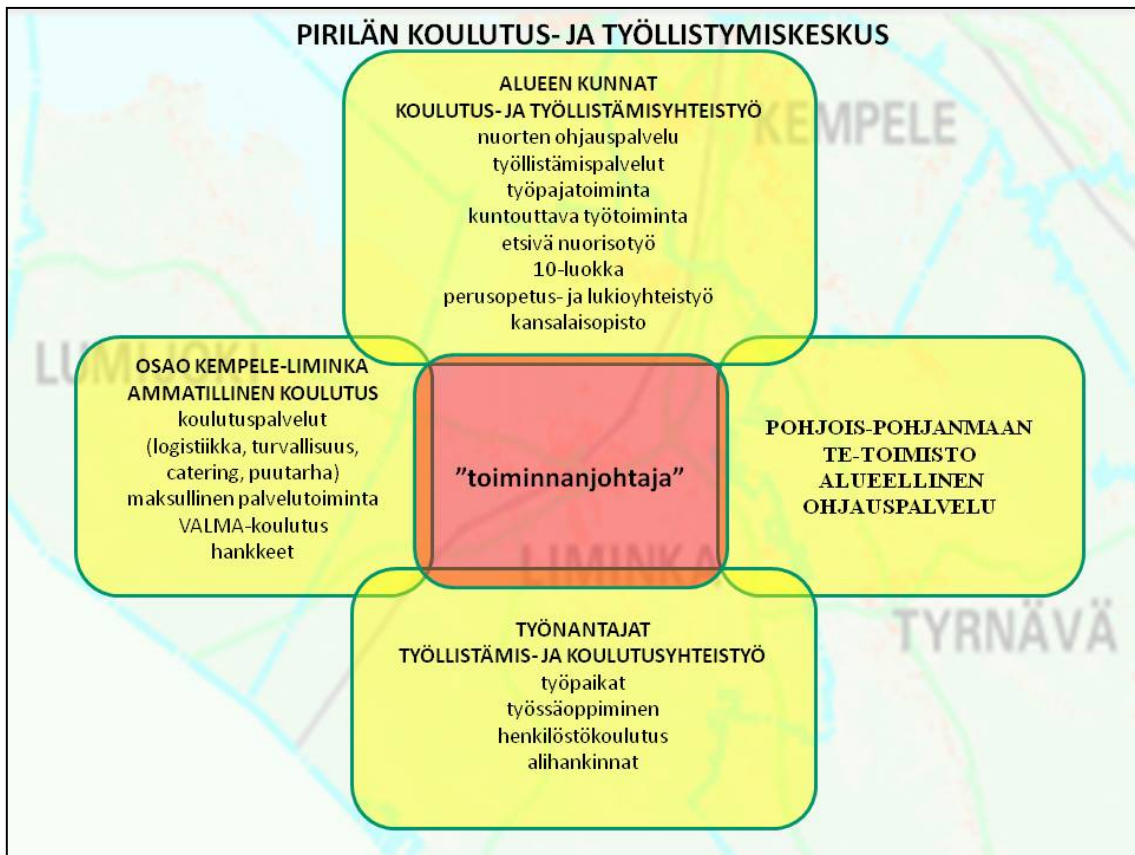 PIRILÄN KOULUTUS- JA TYÖLLISTYMISKESKUS
ALUEEN KUNNAT
KOULUTUS- JA TYÖLLISTÄMISYHTEISTYÖ
nuorten ohjauspalvelu
työllistämispalvelut
työpajatoiminta
kuntouttava työtoiminta
etsivä nuorisotyö
10-luokka
perusopetus- ja lukioyhteistyö
kansalaisopisto
KEMPELE
LUMIJOKI
OSAO KEMPELE-LIMINKA
AMMATILLINEN KOULUTUS
koulutuspalvelut
(logistiikka, turvallisuus,
catering, puutarha)
maksullinen palvelutoiminta
VALMA-koulutus
hankkeet
"toiminnanjohtaja"
LIMINKA
POHJOIS-POHJANMAAN
TE-TOIMISTO
ALUEELLINEN
OHJAUSPALVELU
TYRNÄVÄ
TYÖNANTAJAT
TYÖLLISTÄMIS- JA KOULUTUSYHTEISTYÖ
työpaikat
työssäoppiminen
henkilöstökoulutus
alihankinnat